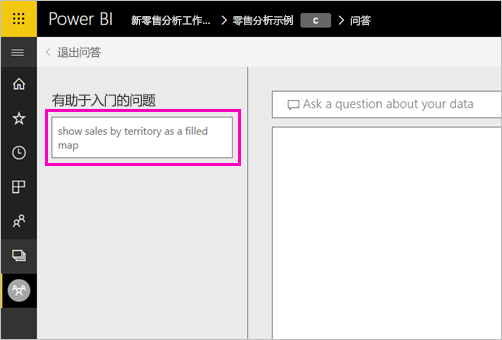 Power BI 新零售分析工作... > 零售分析示例 C > 问答
< 退出问答
有助于入门的问题
show sales by territory as a filled
map
Ask a question about your data